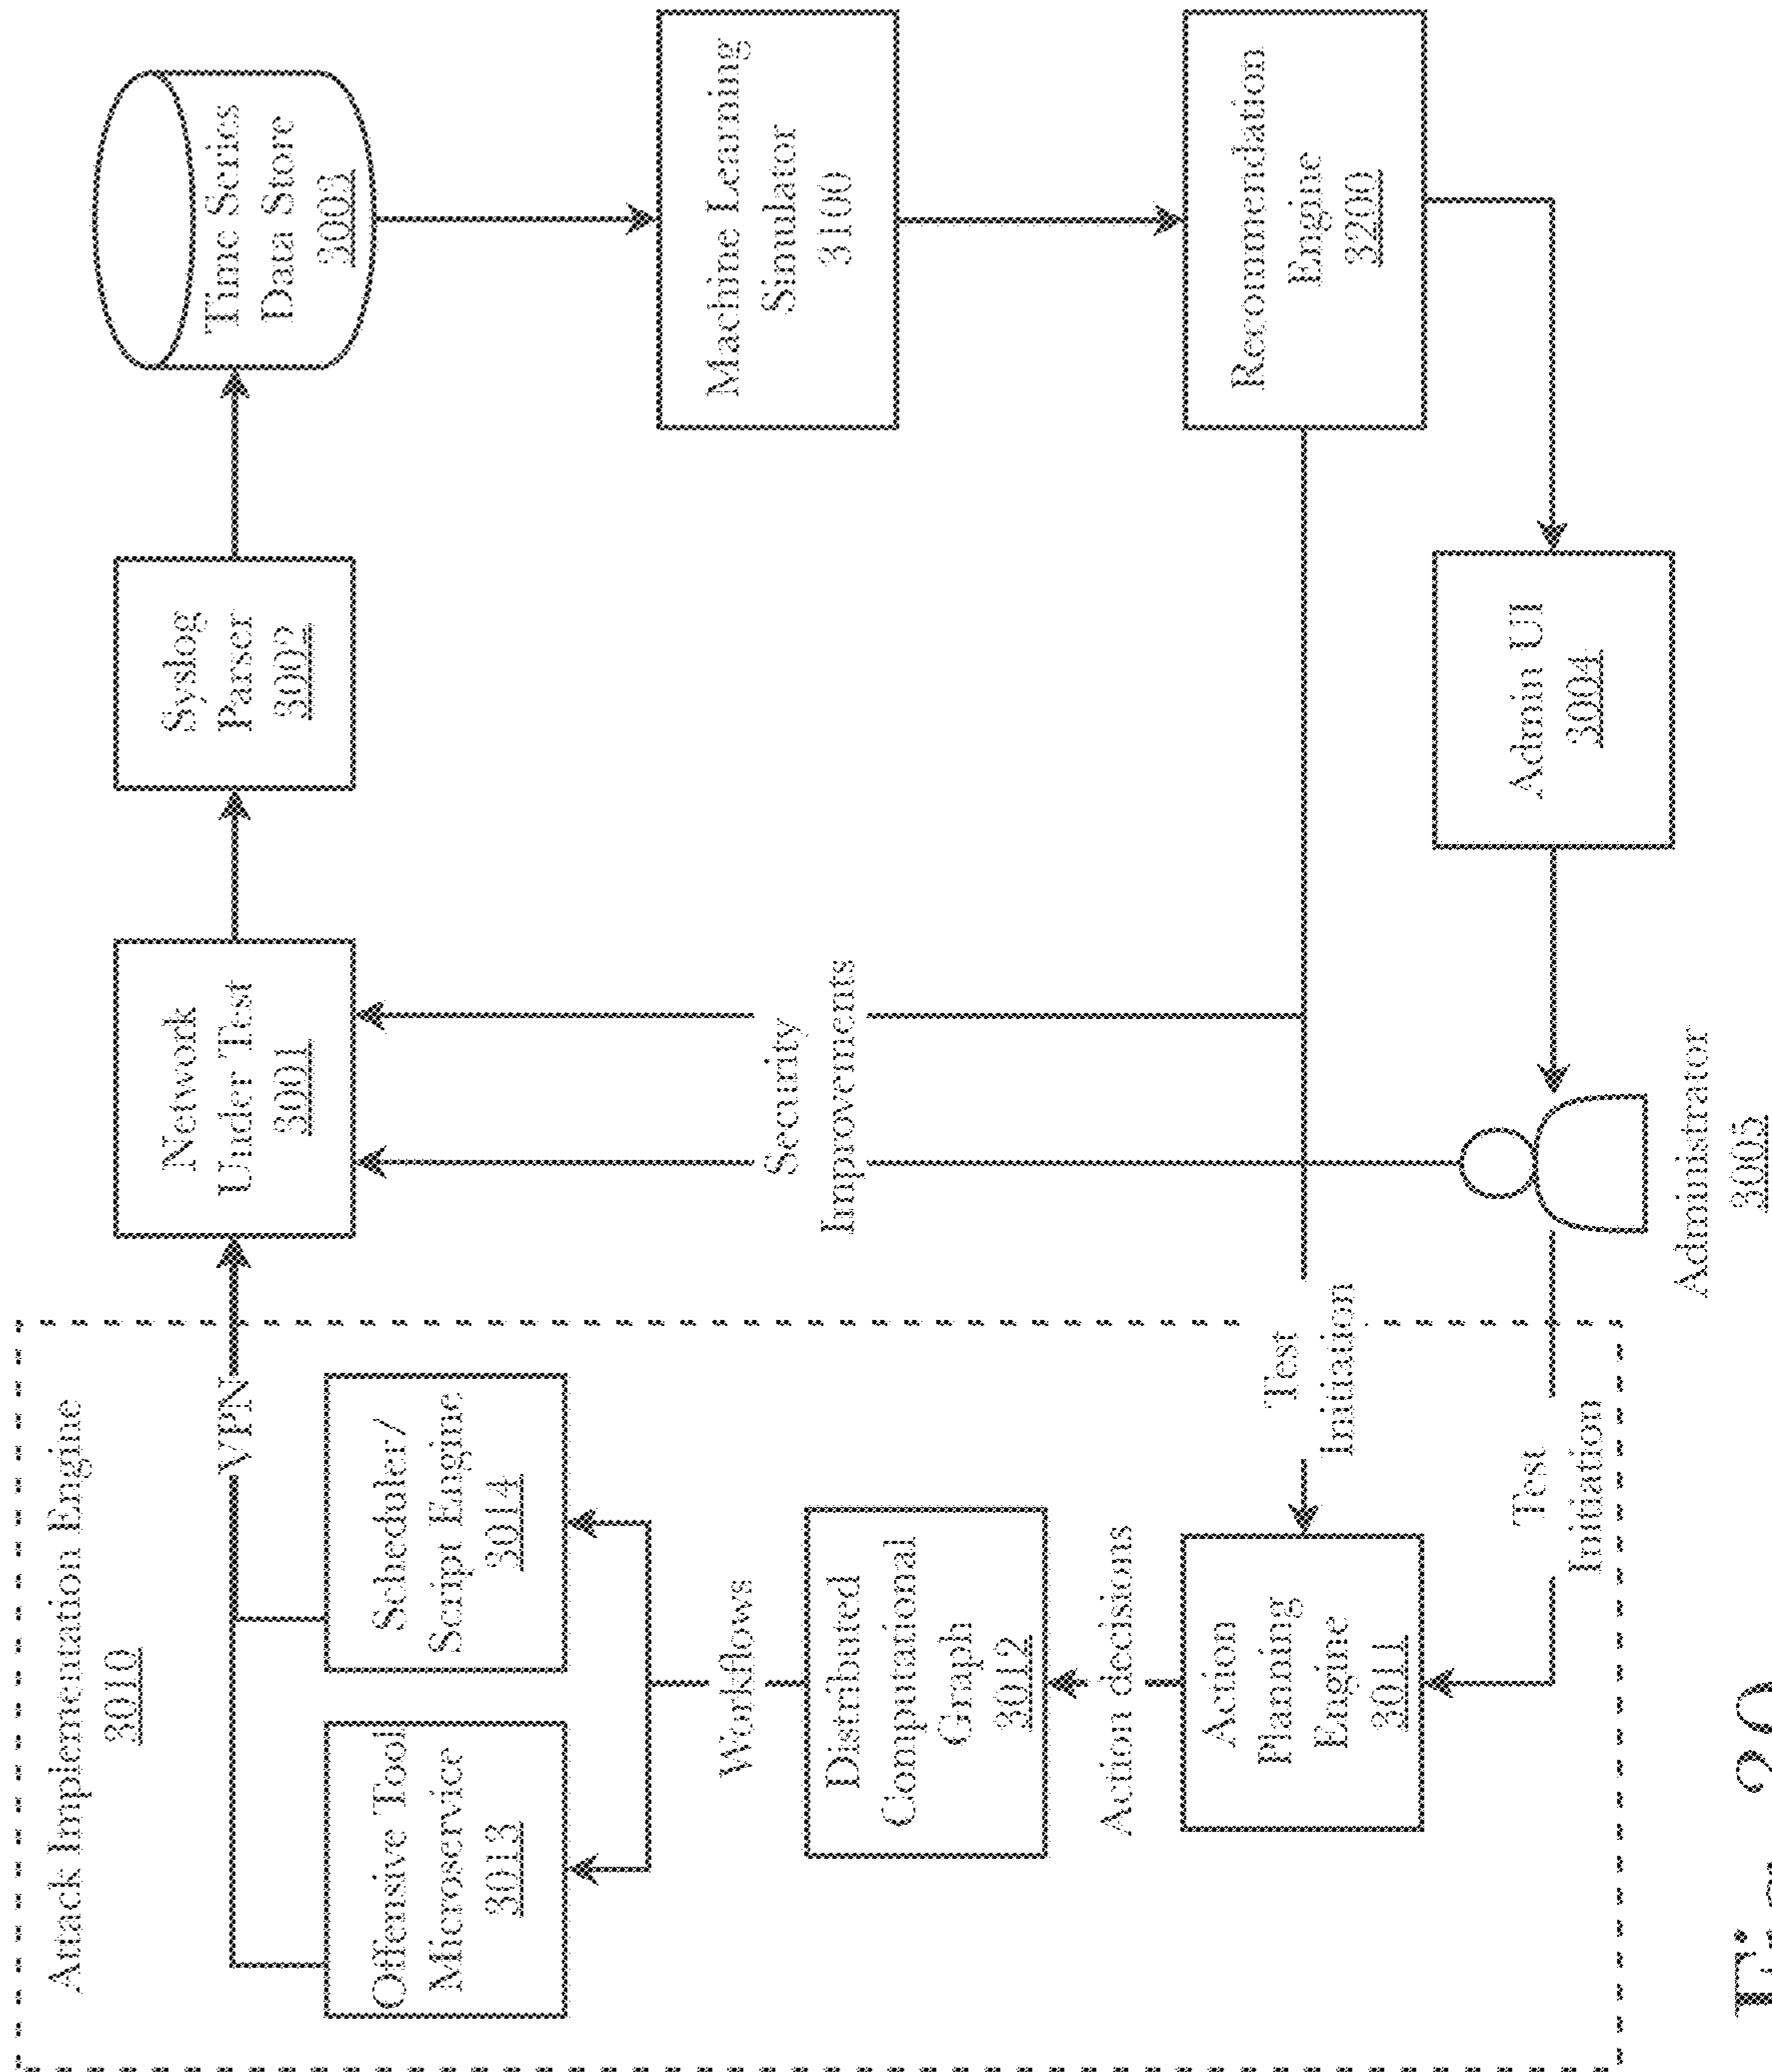 Attack Implementation Engine
3010
VPN
Network
Under Test
3001
Syslog
Parser
3002
Time Series
Data Store
3003
Offensive Tool
Microservice
3013
Scheduler/
Script Engine
3014
Workflows
Security
Improvements
Machine Learning
Simulator
3100
Distributed
Computational
Graph
3012
Action decisions
Action
Planning
Engine
3011
Test
Initiation
Recommendation
Engine
3200
Test
Initiation
Admin UI
3004
Administrator
3005
Fig.